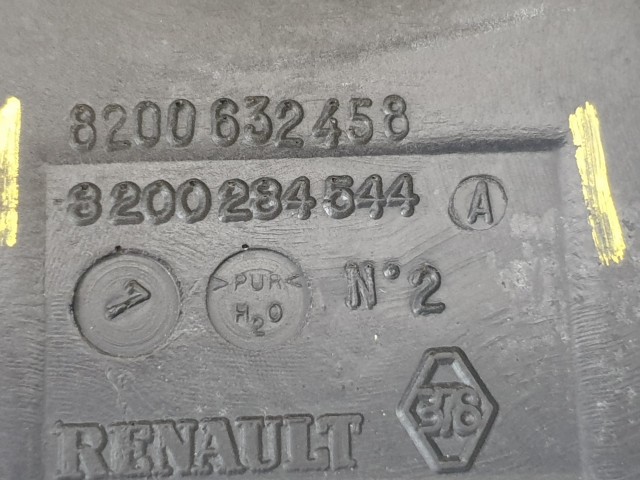 8200632458
8200234544 A
>PUR<
H₂O
N°2
RENAULT